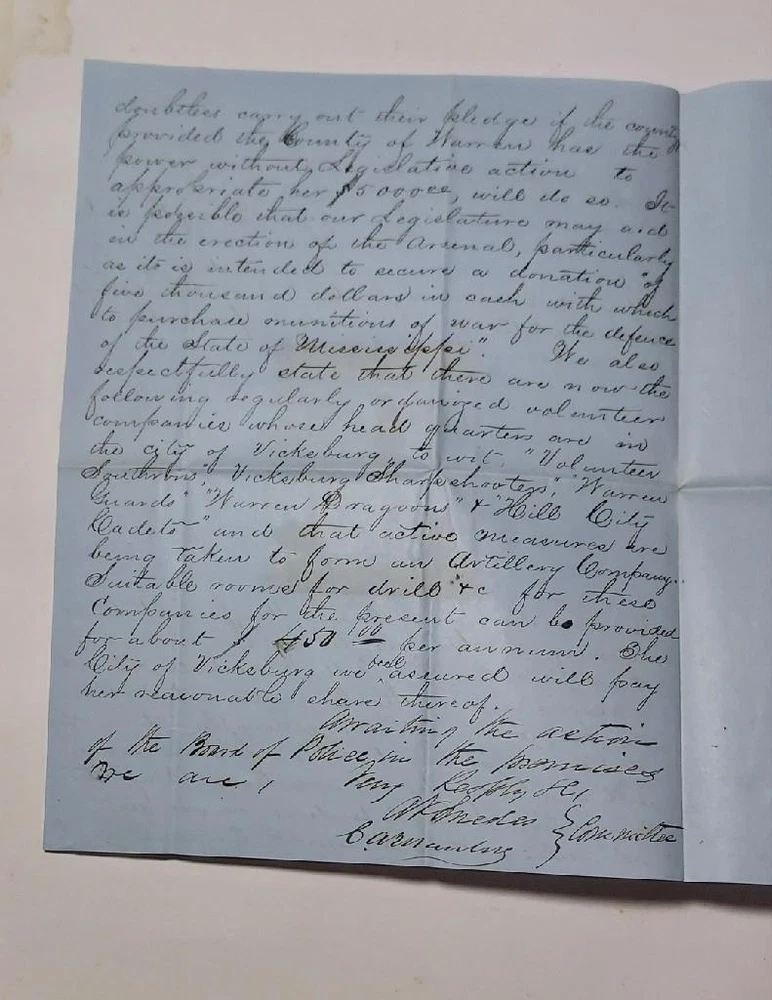 doubtless carry out their pledge if the county
provided the County of Warren has the
power without Legislative action to
appropriate her $5000.00, will do so. It
is possible that our Legislature may aid
in the erection of the Arsenal, particularly
as it is intended to secure a donation "of
five thousand dollars in cash with which
to purchase munitions of war for the defence
of the State of Mississippi". We also
respectfully state that there are now the
following regularly organized volunteer
companies whose head quarters are in
the city of Vicksburg, to wit, "Volunteer
Southrons", Vicksburg Sharpshooters," "Warren
Guards" "Warren Dragoons" & "Hill City
Cadets" and that active measures are
being taken to form an Artillery Company.
Suitable rooms for drill &c for these
Companies for the present can be provided
for about $ 450 00 per annum. The
City of Vicksburg we feel assured will pay
her reasonable share thereof.
Awaiting the action
of the Board of Police in the premises
We are, Very Respfly &c,
Smedes } Committee